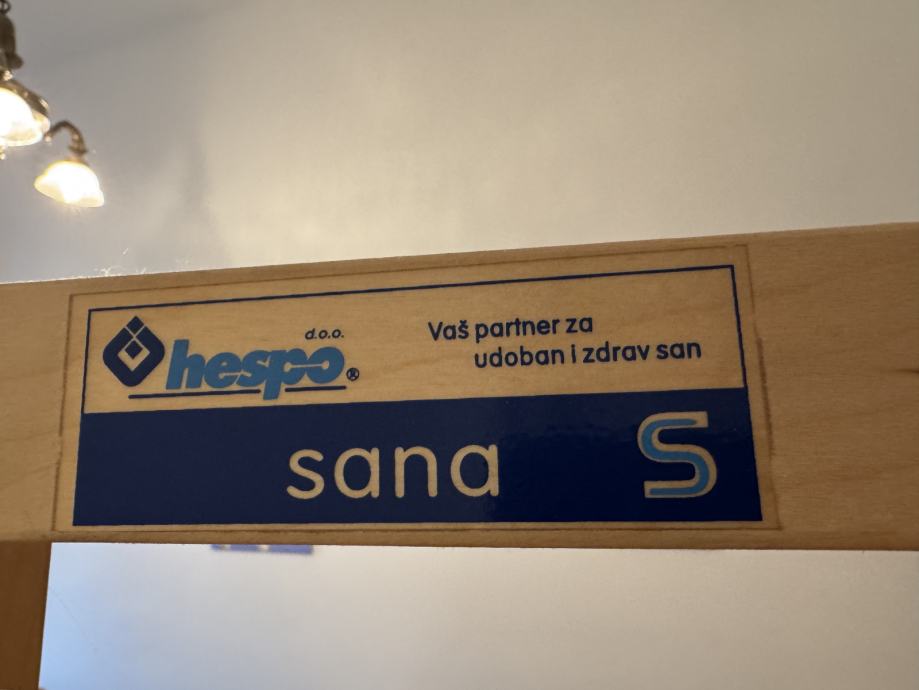 d.o.o.
hespo®
Vaš partner za
udoban i zdrav san
sana S